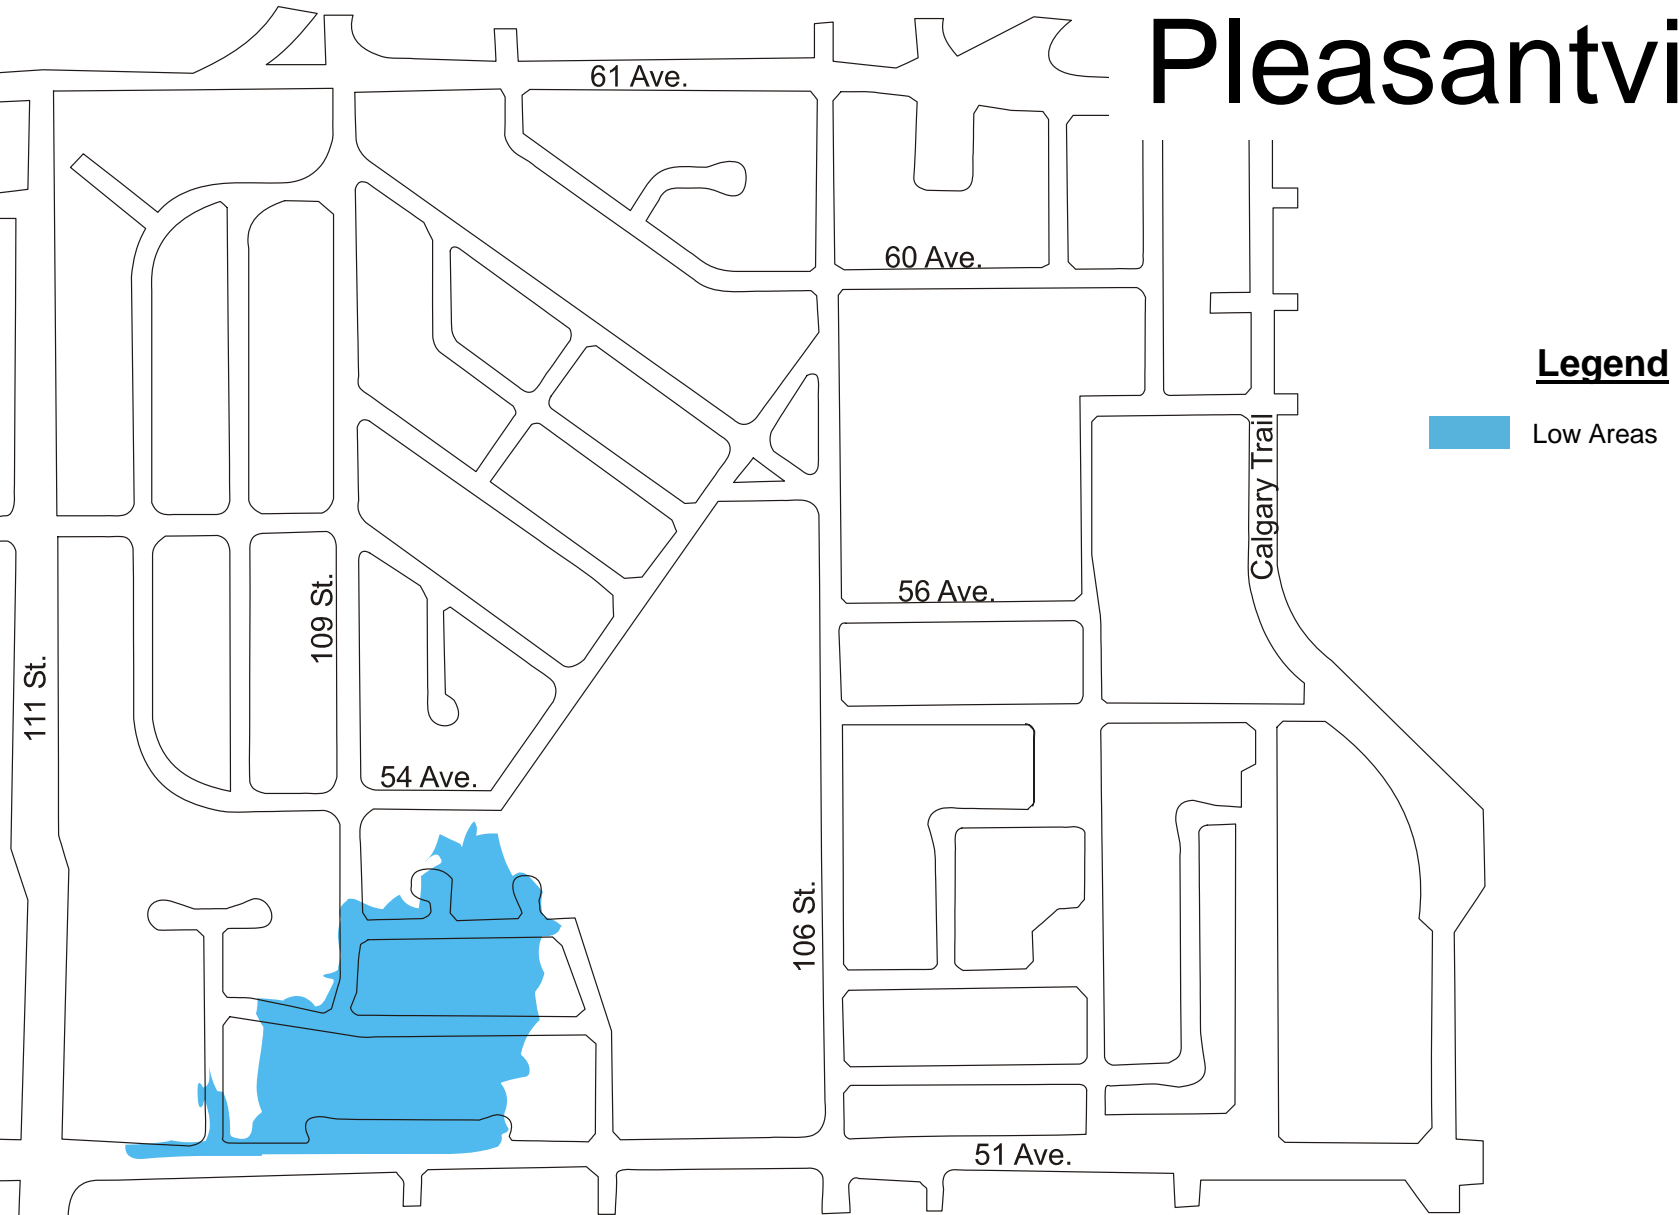 Pleasantvi
61 Ave.
60 Ave.
Legend
Low Areas
Calgary Trail
56 Ave.
109 St.
111 St.
54 Ave.
106 St.
51 Ave.